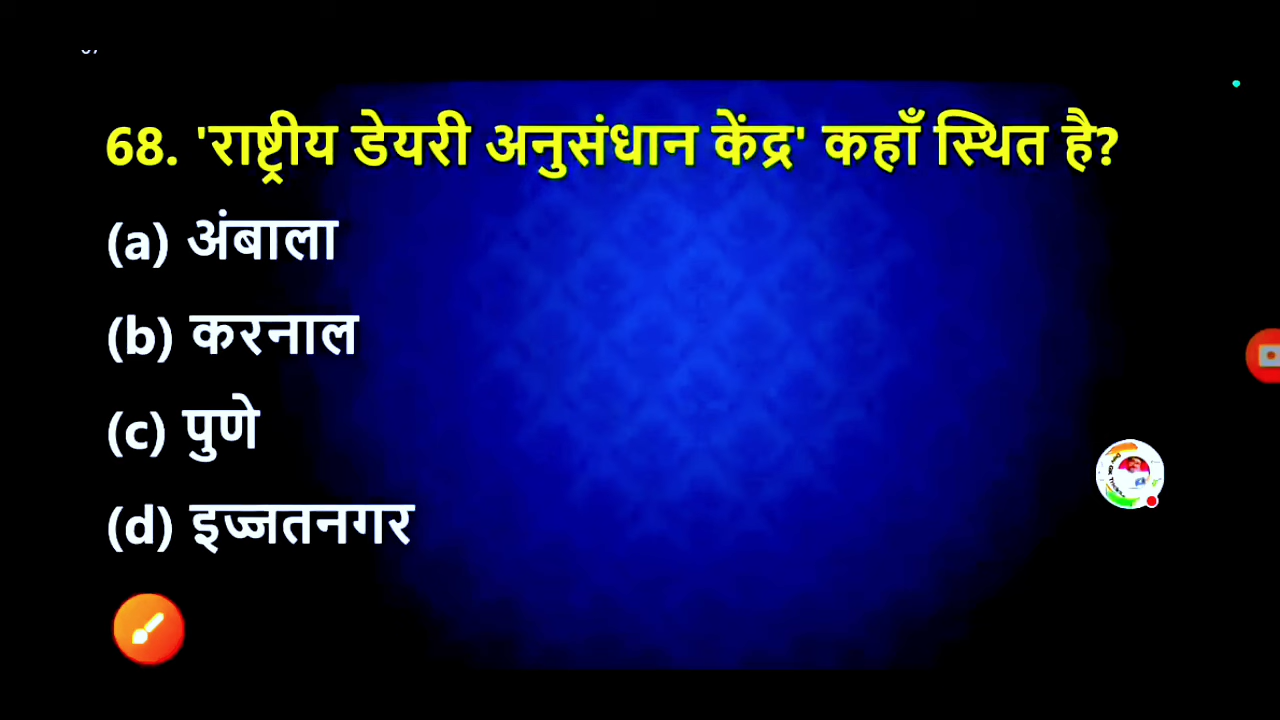 68. 'राष्ट्रीय डेयरी अनुसंधान केंद्र' कहाँ स्थित है?
(a) अंबाला
(b) करनाल
(c) पुणे
(d) इज्जतनगर